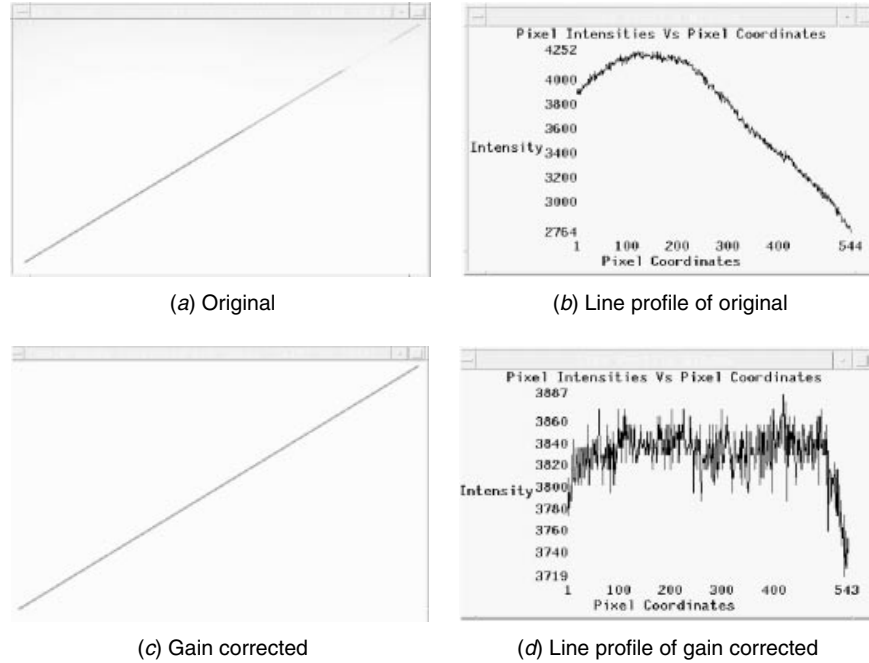 Pixel Intensities Vs Pixel Coordinates
4252
4000
3800
3600
Intensity 3400
3200
3000
2764
1 100 200 300 400 544
Pixel Coordinates
(a) Original
(b) Line profile of original
Pixel Intensities Vs Pixel Coordinates
3887
3860
3840
3820
3800
Intensity
3780
3760
3740
3719
1 100 200 300 400 543
Pixel Coordinates
(c) Gain corrected
(d) Line profile of gain corrected